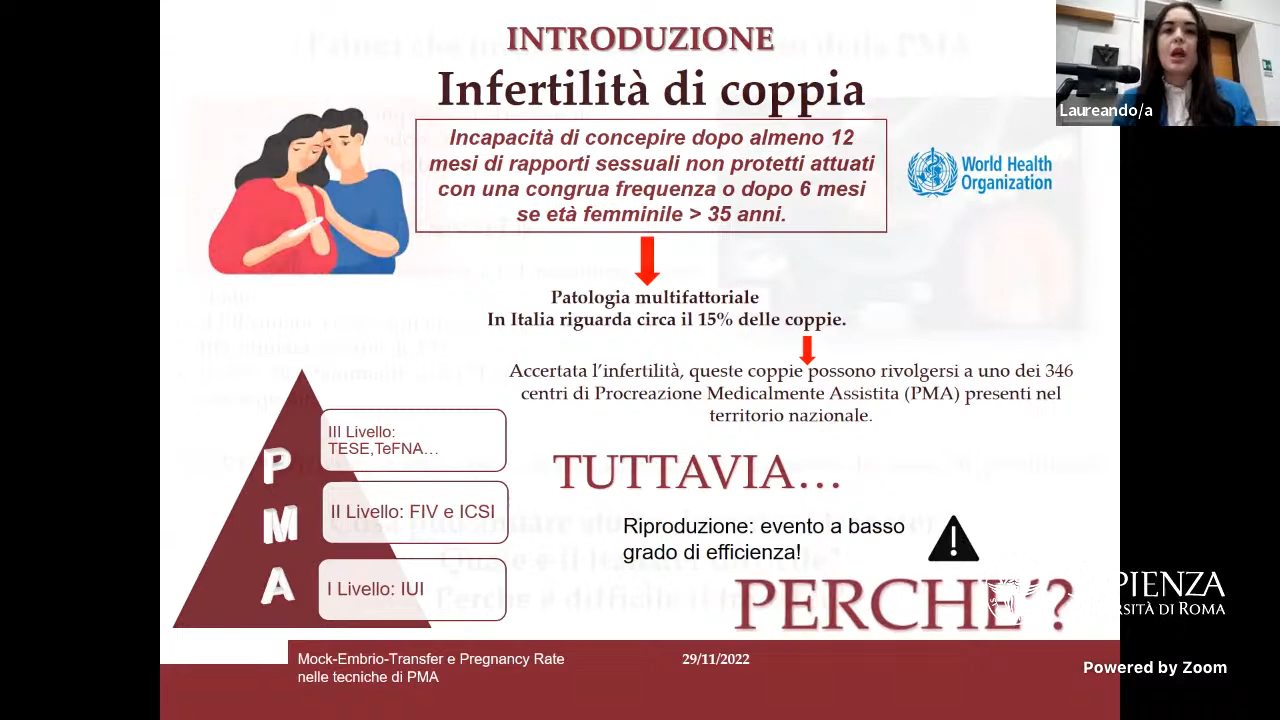 INTRODUZIONE
Infertilità di coppia
Incapacità di concepire dopo almeno 12
mesi di rapporti sessuali non protetti attuati
con una congrua frequenza o dopo 6 mesi
se età femminile > 35 anni.
World Health
Organization
Laureando/a
Patologia multifattoriale
In Italia riguarda circa il 15% delle coppie.
Accertata l'infertilità, queste coppie possono rivolgersi a uno dei 346
centri di Procreazione Medicalmente Assistita (PMA) presenti nel
territorio nazionale.
P
M
A
III Livello:
TESE,TeFNA…
II Livello: FIV e ICSI
I Livello: IUI
TUTTAVIA…
Riproduzione: evento a basso
grado di efficienza!
PERCHE'?
PIENZA
RSITÀ DI ROMA
Mock-Embrio-Transfer e Pregnancy Rate
nelle tecniche di PMA
29/11/2022
Powered by Zoom